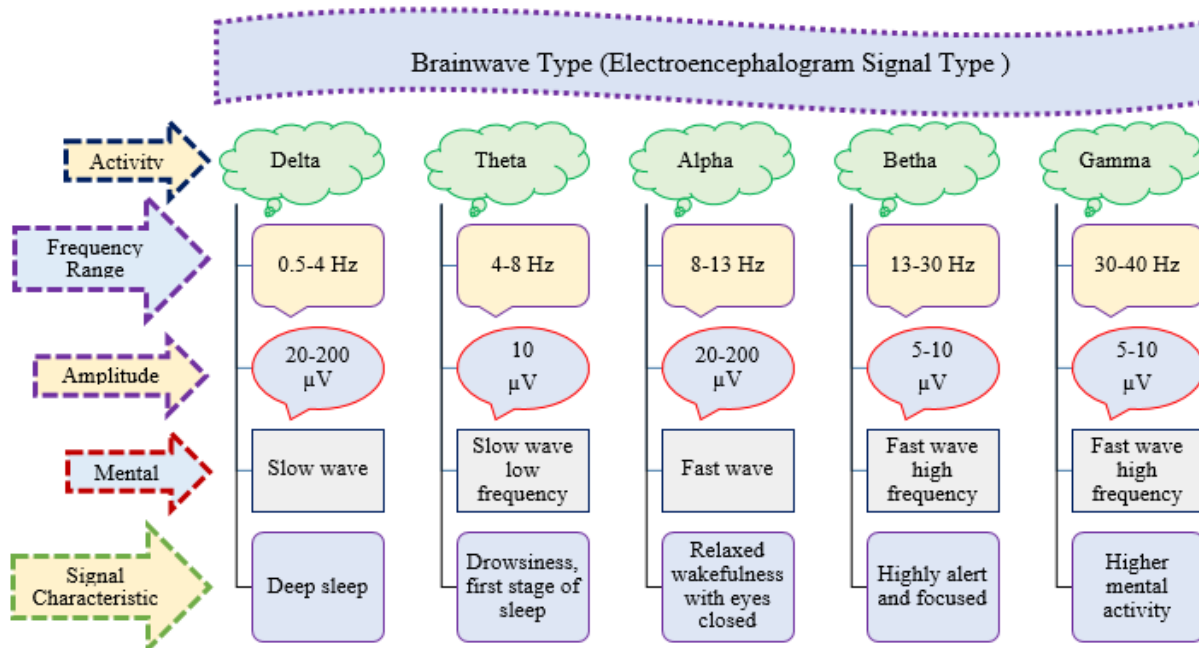 Brainwave Type (Electroencephalogram Signal Type )
Activity
Delta
Theta
Alpha
Betha
Gamma
Frequency
Range
0.5-4 Hz
4-8 Hz
8-13 Hz
13-30 Hz
30-40 Hz
Amplitude
20-200
µV
10
µV
20-200
µV
5-10
µV
5-10
µV
Mental
Slow wave
Slow wave
low
frequency
Fast wave
Fast wave
high
frequency
Fast wave
high
frequency
Signal
Characteristic
Deep sleep
Drowsiness,
first stage of
sleep
Relaxed
wakefulness
with eyes
closed
Highly alert
and focused
Higher
mental
activity